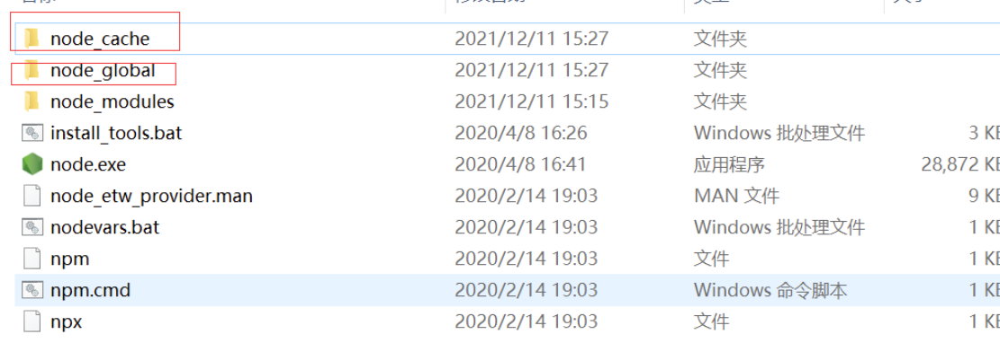 node_cache 2021/12/11 15:27 文件夹
node_global 2021/12/11 15:27 文件夹
node_modules 2021/12/11 15:15 文件夹
install_tools.bat 2020/4/8 16:26 Windows 批处理文件 3 KB
node.exe 2020/4/8 16:41 应用程序 28,872 KB
node_etw_provider.man 2020/2/14 19:03 MAN 文件 9 KB
nodevars.bat 2020/2/14 19:03 Windows 批处理文件 1 KB
npm 2020/2/14 19:03 文件 1 KB
npm.cmd 2020/2/14 19:03 Windows 命令脚本 1 KB
npx 2020/2/14 19:03 文件 1 KB